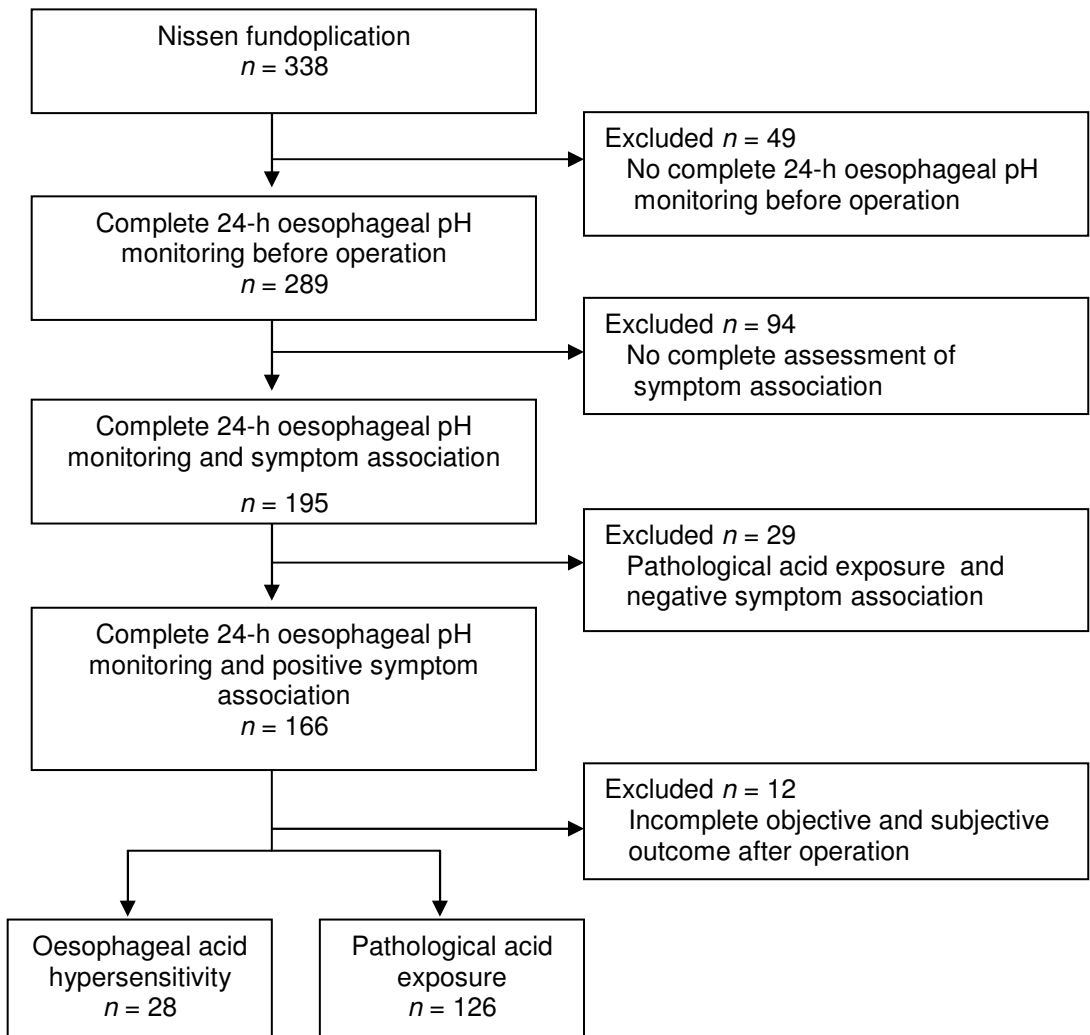 Nissen fundoplication
n = 338
Excluded n = 49
No complete 24-h oesophageal pH
monitoring before operation
Complete 24-h oesophageal pH
monitoring before operation
n = 289
Excluded n = 94
No complete assessment of
symptom association
Complete 24-h oesophageal pH
monitoring and symptom association
n = 195
Excluded n = 29
Pathological acid exposure and
negative symptom association
Complete 24-h oesophageal pH
monitoring and positive symptom
association
n = 166
Excluded n = 12
Incomplete objective and subjective
outcome after operation
Oesophageal acid
hypersensitivity
n = 28
Pathological acid
exposure
n = 126